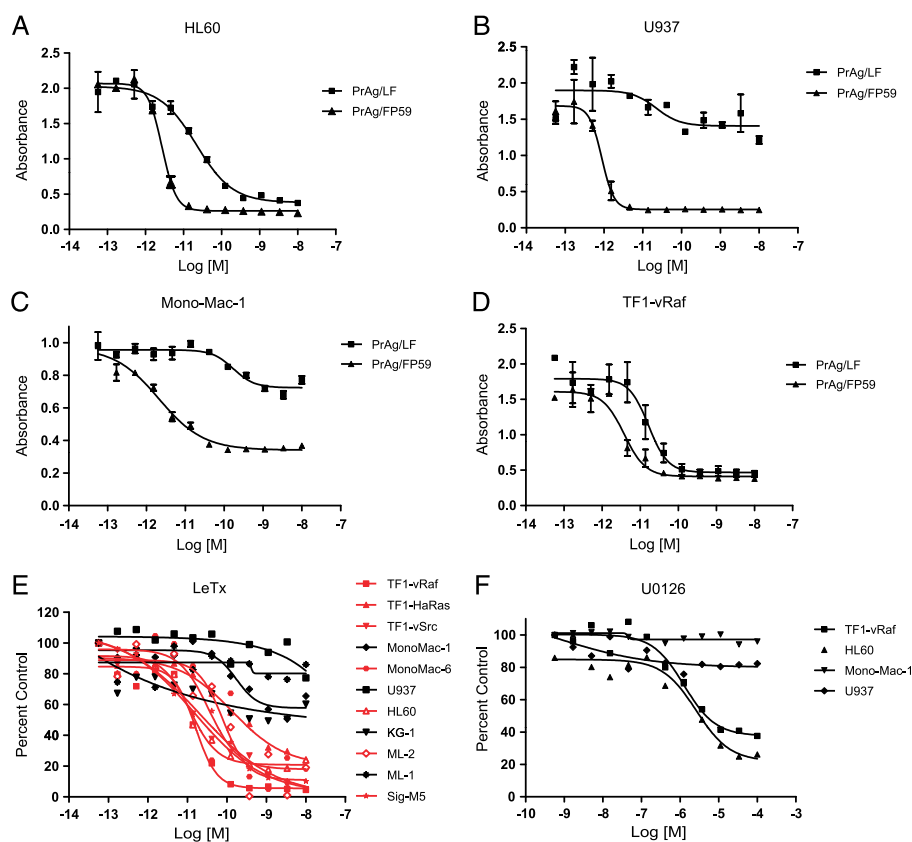 A
HL60
2.5
2.0
1.5
1.0
0.5
0.0
Absorbance
-14 -13 -12 -11 -10 -9 -8 -7
Log [M]
PrAg/LF
PrAg/FP59
B
U937
2.5
2.0
1.5
1.0
0.5
0.0
Absorbance
-14 -13 -12 -11 -10 -9 -8 -7
Log [M]
PrAg/LF
PrAg/FP59
C
Mono-Mac-1
1.0
0.8
0.6
0.4
0.2
0.0
Absorbance
-14 -13 -12 -11 -10 -9 -8 -7
Log [M]
PrAg/LF
PrAg/FP59
D
TF1-vRaf
2.5
2.0
1.5
1.0
0.5
0.0
Absorbance
-14 -13 -12 -11 -10 -9 -8 -7
Log [M]
PrAg/LF
PrAg/FP59
E
LeTx
120
100
80
60
40
20
0
Percent Control
-14 -13 -12 -11 -10 -9 -8 -7
Log [M]
TF1-vRaf
TF1-HaRas
TF1-vSrc
MonoMac-1
MonoMac-6
U937
HL60
KG-1
ML-2
ML-1
Sig-M5
F
U0126
100
80
60
40
20
0
Percent Control
-10 -9 -8 -7 -6 -5 -4 -3
Log [M]
TF1-vRaf
HL60
Mono-Mac-1
U937